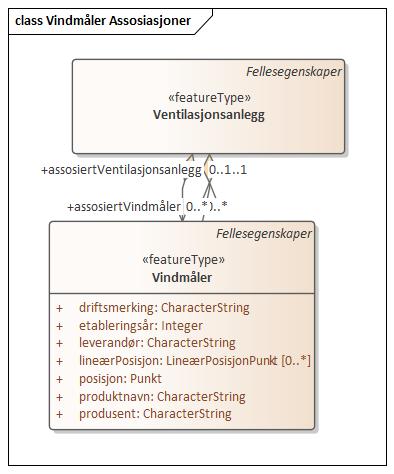 class Vindmåler Assosiasjoner
Fellesegenskaper
«featureType»
Ventilasjonsanlegg
+assosiertVentilasjonsanlegg 0..1..1
+assosiertVindmåler 0..*
Fellesegenskaper
«featureType»
Vindmåler
+ driftsmerking: CharacterString
+ etableringsår: Integer
+ leverandør: CharacterString
+ lineærPosisjon: LineærPosisjonPunkt [0..*]
+ posisjon: Punkt
+ produktnavn: CharacterString
+ produsent: CharacterString